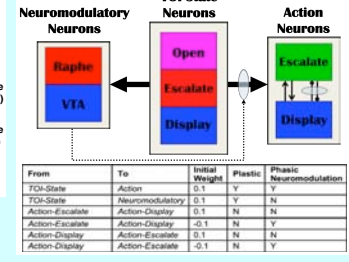 Neuromodulatory
Neurons
TOI-State
Neurons
Action
Neurons
Raphe
VTA
Open
Escalate
Display
Escalate
Display
From To Initial Weight Plastic Phasic Neuromodulation
TOI-State Action 0.1 Y Y
TOI-State Neuromodulatory 0.1 Y N
Action-Escalate Action-Display 0.1 N N
Action-Escalate Action-Display -0.1 N Y
Action-Display Action-Escalate 0.1 N N
Action-Display Action-Escalate -0.1 N Y